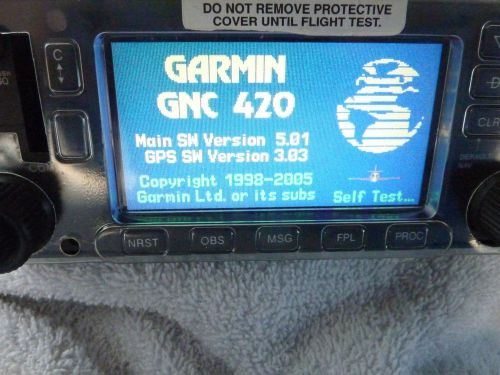 DO NOT REMOVE PROTECTIVE
COVER UNTIL FLIGHT TEST.
C
GARMIN
GNC 420
Main SW Version 5.01
GPS SW Version 3.03
Copyright 1998-2005
Garmin Ltd. or its subs
Self Test...
CLR
NRST
OBS
MSG
FPL
PROC